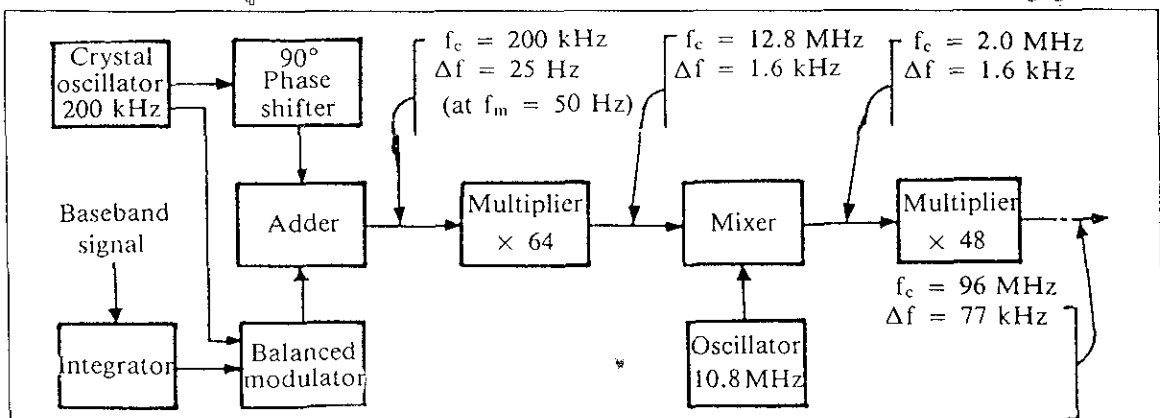 Crystal
oscillator
200 kHz
90°
Phase
shifter
f_c = 200 kHz
Δf = 25 Hz
(at f_m = 50 Hz)
f_c = 12.8 MHz
Δf = 1.6 kHz
f_c = 2.0 MHz
Δf = 1.6 kHz
Baseband
signal
Adder
Multiplier
× 64
Mixer
Multiplier
× 48
f_c = 96 MHz
Δf = 77 kHz
Integrator
Balanced
modulator
Oscillator
10.8 MHz